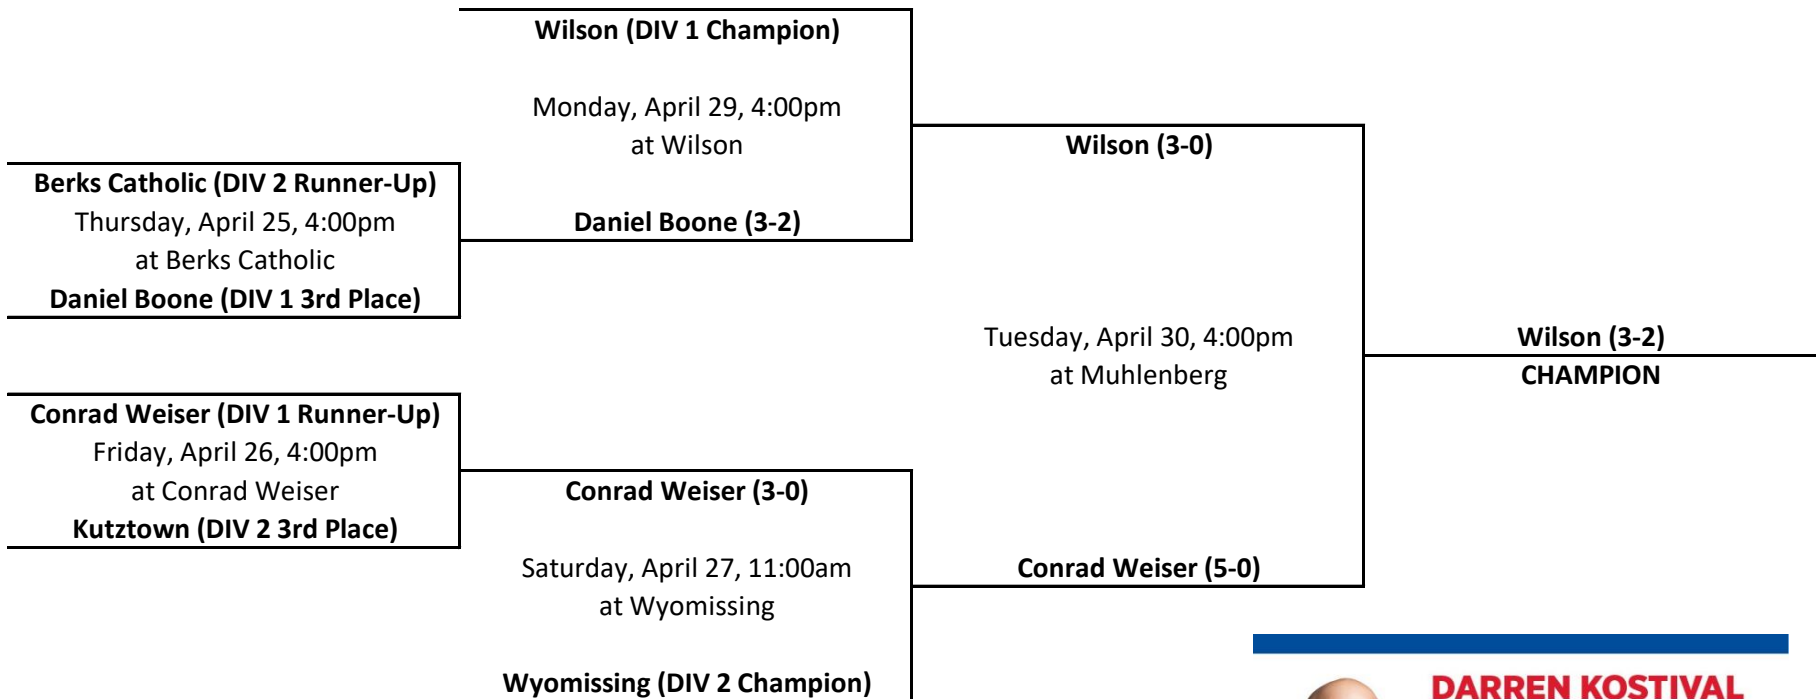 Wilson (DIV 1 Champion)
Monday, April 29, 4:00pm
at Wilson
Wilson (3-0)
Berks Catholic (DIV 2 Runner-Up)
Thursday, April 25, 4:00pm
at Berks Catholic
Daniel Boone (DIV 1 3rd Place)
Daniel Boone (3-2)
Tuesday, April 30, 4:00pm
at Muhlenberg
Wilson (3-2)
CHAMPION
Conrad Weiser (DIV 1 Runner-Up)
Friday, April 26, 4:00pm
at Conrad Weiser
Kutztown (DIV 2 3rd Place)
Conrad Weiser (3-0)
Saturday, April 27, 11:00am
at Wyomissing
Conrad Weiser (5-0)
Wyomissing (DIV 2 Champion)
DARREN KOSTIVAL